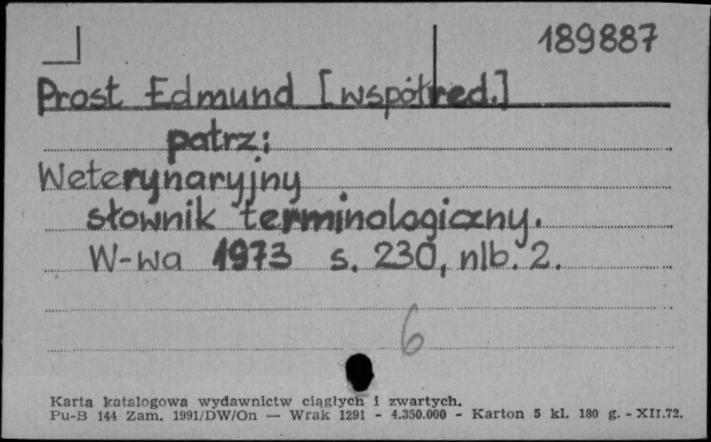 189887
Prost Edmund [współred.]
patrz:
Weterynaryjny
słownik terminologiczny.
W-wa 1973 s. 230, nlb. 2.
6
Karta katalogowa wydawnictw ciągłych i zwartych.
Pu-B 144 Zam. 1991/DW/On — Wrak 1291 - 4.350.000 - Karton 5 kl. 180 g. - XII.72.